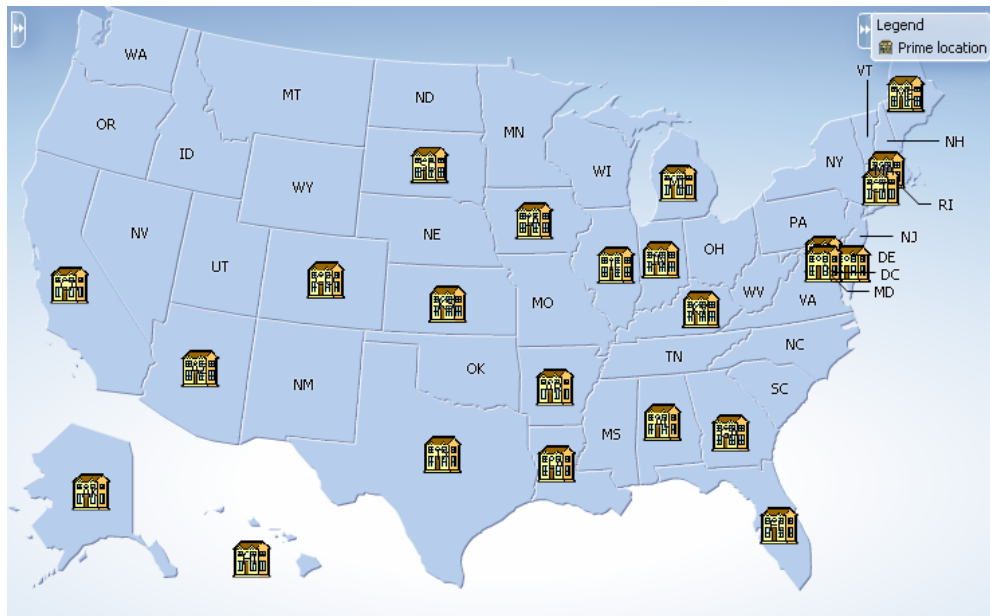 Legend
Prime location
WA
MT
ND
MN
VT
OR
ID
WY
WI
NY
NH
RI
NV
UT
NE
PA
NJ
OH
DE
DC
MD
WV
VA
MO
NM
OK
TN
NC
SC
MS